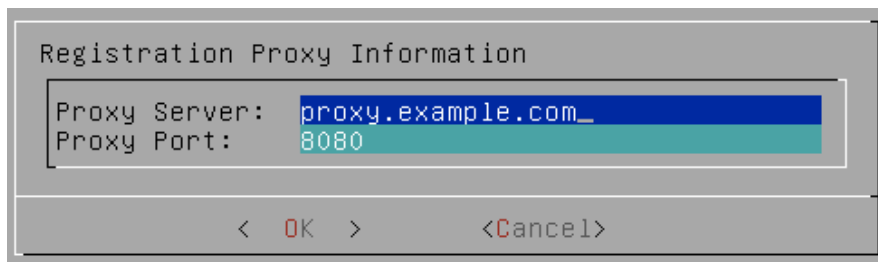 Registration Proxy Information
Proxy Server: proxy.example.com_
Proxy Port: 8080
< OK > <Cancel>